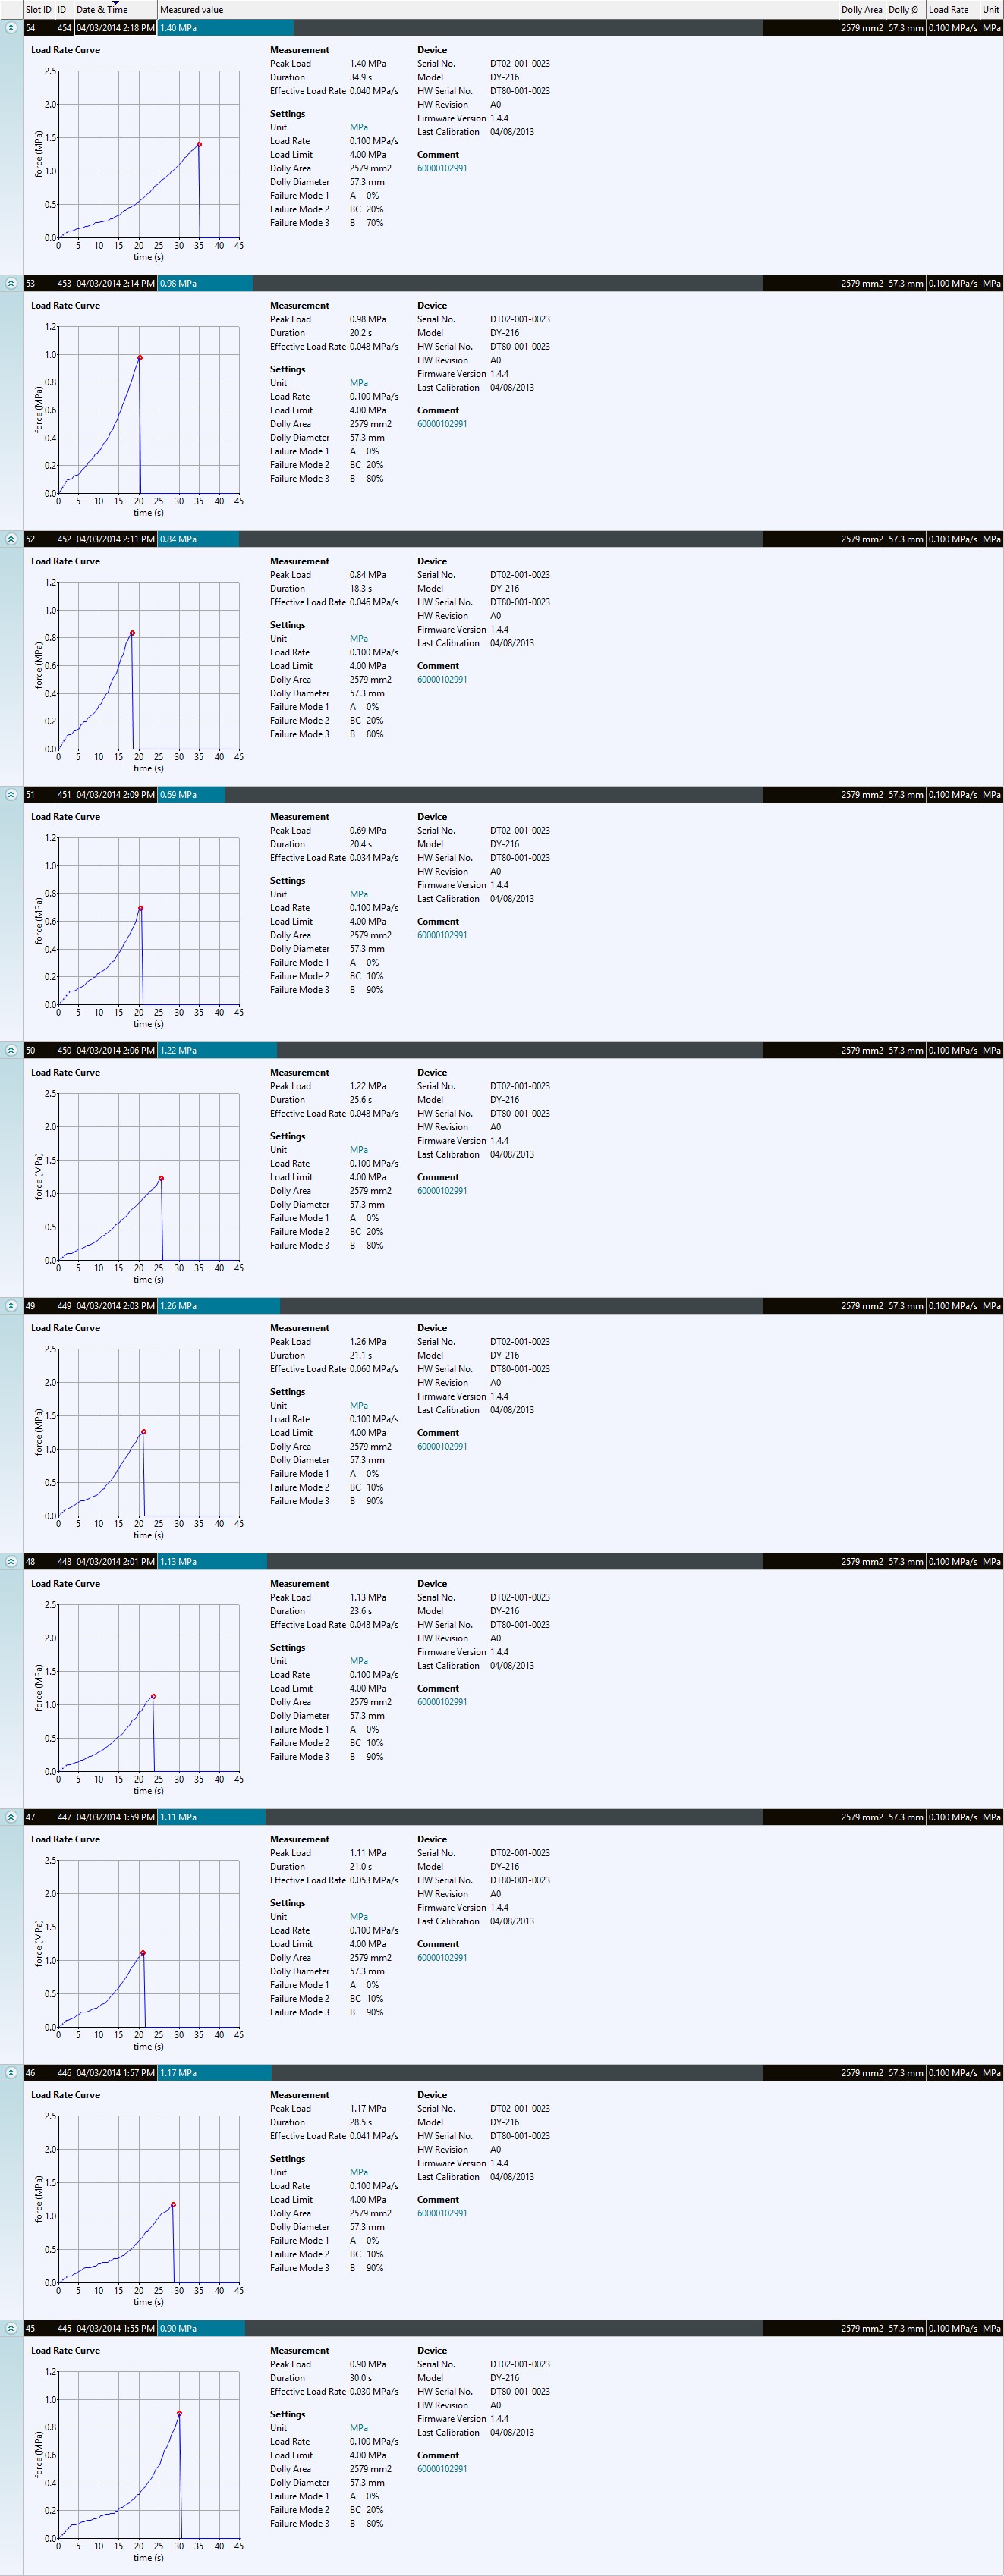 Slot ID ID Date & Time Measured value Dolly Area Dolly Ø Load Rate Unit
54 454 04/03/2014 2:18 PM 1.40 MPa 2579 mm2 57.3 mm 0.100 MPa/s MPa
Load Rate Curve
2.5
2.0
1.5
1.0
0.5
0.0
force (MPa)
0 5 10 15 20 25 30 35 40 45
time (s)
Measurement
Peak Load 1.40 MPa
Duration 34.9 s
Effective Load Rate 0.040 MPa/s
Settings
Unit MPa
Load Rate 0.100 MPa/s
Load Limit 4.00 MPa
Dolly Area 2579 mm2
Dolly Diameter 57.3 mm
Failure Mode 1 A 0%
Failure Mode 2 BC 20%
Failure Mode 3 B 70%
Device
Serial No. DT02-001-0023
Model DY-216
HW Serial No. DT80-001-0023
HW Revision A0
Firmware Version 1.4.4
Last Calibration 04/08/2013
Comment
60000102991
53 453 04/03/2014 2:14 PM 0.98 MPa 2579 mm2 57.3 mm 0.100 MPa/s MPa
Load Rate Curve
1.2
1.0
0.8
0.6
0.4
0.2
0.0
force (MPa)
0 5 10 15 20 25 30 35 40 45
time (s)
Measurement
Peak Load 0.98 MPa
Duration 20.2 s
Effective Load Rate 0.048 MPa/s
Settings
Unit MPa
Load Rate 0.100 MPa/s
Load Limit 4.00 MPa
Dolly Area 2579 mm2
Dolly Diameter 57.3 mm
Failure Mode 1 A 0%
Failure Mode 2 BC 20%
Failure Mode 3 B 80%
Device
Serial No. DT02-001-0023
Model DY-216
HW Serial No. DT80-001-0023
HW Revision A0
Firmware Version 1.4.4
Last Calibration 04/08/2013
Comment
60000102991
52 452 04/03/2014 2:11 PM 0.84 MPa 2579 mm2 57.3 mm 0.100 MPa/s MPa
Load Rate Curve
1.2
1.0
0.8
0.6
0.4
0.2
0.0
force (MPa)
0 5 10 15 20 25 30 35 40 45
time (s)
Measurement
Peak Load 0.84 MPa
Duration 18.3 s
Effective Load Rate 0.046 MPa/s
Settings
Unit MPa
Load Rate 0.100 MPa/s
Load Limit 4.00 MPa
Dolly Area 2579 mm2
Dolly Diameter 57.3 mm
Failure Mode 1 A 0%
Failure Mode 2 BC 20%
Failure Mode 3 B 80%
Device
Serial No. DT02-001-0023
Model DY-216
HW Serial No. DT80-001-0023
HW Revision A0
Firmware Version 1.4.4
Last Calibration 04/08/2013
Comment
60000102991
51 451 04/03/2014 2:09 PM 0.69 MPa 2579 mm2 57.3 mm 0.100 MPa/s MPa
Load Rate Curve
1.2
1.0
0.8
0.6
0.4
0.2
0.0
force (MPa)
0 5 10 15 20 25 30 35 40 45
time (s)
Measurement
Peak Load 0.69 MPa
Duration 20.4 s
Effective Load Rate 0.034 MPa/s
Settings
Unit MPa
Load Rate 0.100 MPa/s
Load Limit 4.00 MPa
Dolly Area 2579 mm2
Dolly Diameter 57.3 mm
Failure Mode 1 A 0%
Failure Mode 2 BC 10%
Failure Mode 3 B 90%
Device
Serial No. DT02-001-0023
Model DY-216
HW Serial No. DT80-001-0023
HW Revision A0
Firmware Version 1.4.4
Last Calibration 04/08/2013
Comment
60000102991
50 450 04/03/2014 2:06 PM 1.22 MPa 2579 mm2 57.3 mm 0.100 MPa/s MPa
Load Rate Curve
2.5
2.0
1.5
1.0
0.5
0.0
force (MPa)
0 5 10 15 20 25 30 35 40 45
time (s)
Measurement
Peak Load 1.22 MPa
Duration 25.6 s
Effective Load Rate 0.048 MPa/s
Settings
Unit MPa
Load Rate 0.100 MPa/s
Load Limit 4.00 MPa
Dolly Area 2579 mm2
Dolly Diameter 57.3 mm
Failure Mode 1 A 0%
Failure Mode 2 BC 20%
Failure Mode 3 B 80%
Device
Serial No. DT02-001-0023
Model DY-216
HW Serial No. DT80-001-0023
HW Revision A0
Firmware Version 1.4.4
Last Calibration 04/08/2013
Comment
60000102991
49 449 04/03/2014 2:03 PM 1.26 MPa 2579 mm2 57.3 mm 0.100 MPa/s MPa
Load Rate Curve
2.5
2.0
1.5
1.0
0.5
0.0
force (MPa)
0 5 10 15 20 25 30 35 40 45
time (s)
Measurement
Peak Load 1.26 MPa
Duration 21.1 s
Effective Load Rate 0.060 MPa/s
Settings
Unit MPa
Load Rate 0.100 MPa/s
Load Limit 4.00 MPa
Dolly Area 2579 mm2
Dolly Diameter 57.3 mm
Failure Mode 1 A 0%
Failure Mode 2 BC 10%
Failure Mode 3 B 90%
Device
Serial No. DT02-001-0023
Model DY-216
HW Serial No. DT80-001-0023
HW Revision A0
Firmware Version 1.4.4
Last Calibration 04/08/2013
Comment
60000102991
48 448 04/03/2014 2:01 PM 1.13 MPa 2579 mm2 57.3 mm 0.100 MPa/s MPa
Load Rate Curve
2.5
2.0
1.5
1.0
0.5
0.0
force (MPa)
0 5 10 15 20 25 30 35 40 45
time (s)
Measurement
Peak Load 1.13 MPa
Duration 23.6 s
Effective Load Rate 0.048 MPa/s
Settings
Unit MPa
Load Rate 0.100 MPa/s
Load Limit 4.00 MPa
Dolly Area 2579 mm2
Dolly Diameter 57.3 mm
Failure Mode 1 A 0%
Failure Mode 2 BC 10%
Failure Mode 3 B 90%
Device
Serial No. DT02-001-0023
Model DY-216
HW Serial No. DT80-001-0023
HW Revision A0
Firmware Version 1.4.4
Last Calibration 04/08/2013
Comment
60000102991
47 447 04/03/2014 1:59 PM 1.11 MPa 2579 mm2 57.3 mm 0.100 MPa/s MPa
Load Rate Curve
2.5
2.0
1.5
1.0
0.5
0.0
force (MPa)
0 5 10 15 20 25 30 35 40 45
time (s)
Measurement
Peak Load 1.11 MPa
Duration 21.0 s
Effective Load Rate 0.053 MPa/s
Settings
Unit MPa
Load Rate 0.100 MPa/s
Load Limit 4.00 MPa
Dolly Area 2579 mm2
Dolly Diameter 57.3 mm
Failure Mode 1 A 0%
Failure Mode 2 BC 10%
Failure Mode 3 B 90%
Device
Serial No. DT02-001-0023
Model DY-216
HW Serial No. DT80-001-0023
HW Revision A0
Firmware Version 1.4.4
Last Calibration 04/08/2013
Comment
60000102991
46 446 04/03/2014 1:57 PM 1.17 MPa 2579 mm2 57.3 mm 0.100 MPa/s MPa
Load Rate Curve
2.5
2.0
1.5
1.0
0.5
0.0
force (MPa)
0 5 10 15 20 25 30 35 40 45
time (s)
Measurement
Peak Load 1.17 MPa
Duration 28.5 s
Effective Load Rate 0.041 MPa/s
Settings
Unit MPa
Load Rate 0.100 MPa/s
Load Limit 4.00 MPa
Dolly Area 2579 mm2
Dolly Diameter 57.3 mm
Failure Mode 1 A 0%
Failure Mode 2 BC 10%
Failure Mode 3 B 90%
Device
Serial No. DT02-001-0023
Model DY-216
HW Serial No. DT80-001-0023
HW Revision A0
Firmware Version 1.4.4
Last Calibration 04/08/2013
Comment
60000102991
45 445 04/03/2014 1:55 PM 0.90 MPa 2579 mm2 57.3 mm 0.100 MPa/s MPa
Load Rate Curve
1.2
1.0
0.8
0.6
0.4
0.2
0.0
force (MPa)
0 5 10 15 20 25 30 35 40 45
time (s)
Measurement
Peak Load 0.90 MPa
Duration 30.0 s
Effective Load Rate 0.030 MPa/s
Settings
Unit MPa
Load Rate 0.100 MPa/s
Load Limit 4.00 MPa
Dolly Area 2579 mm2
Dolly Diameter 57.3 mm
Failure Mode 1 A 0%
Failure Mode 2 BC 20%
Failure Mode 3 B 80%
Device
Serial No. DT02-001-0023
Model DY-216
HW Serial No. DT80-001-0023
HW Revision A0
Firmware Version 1.4.4
Last Calibration 04/08/2013
Comment
60000102991